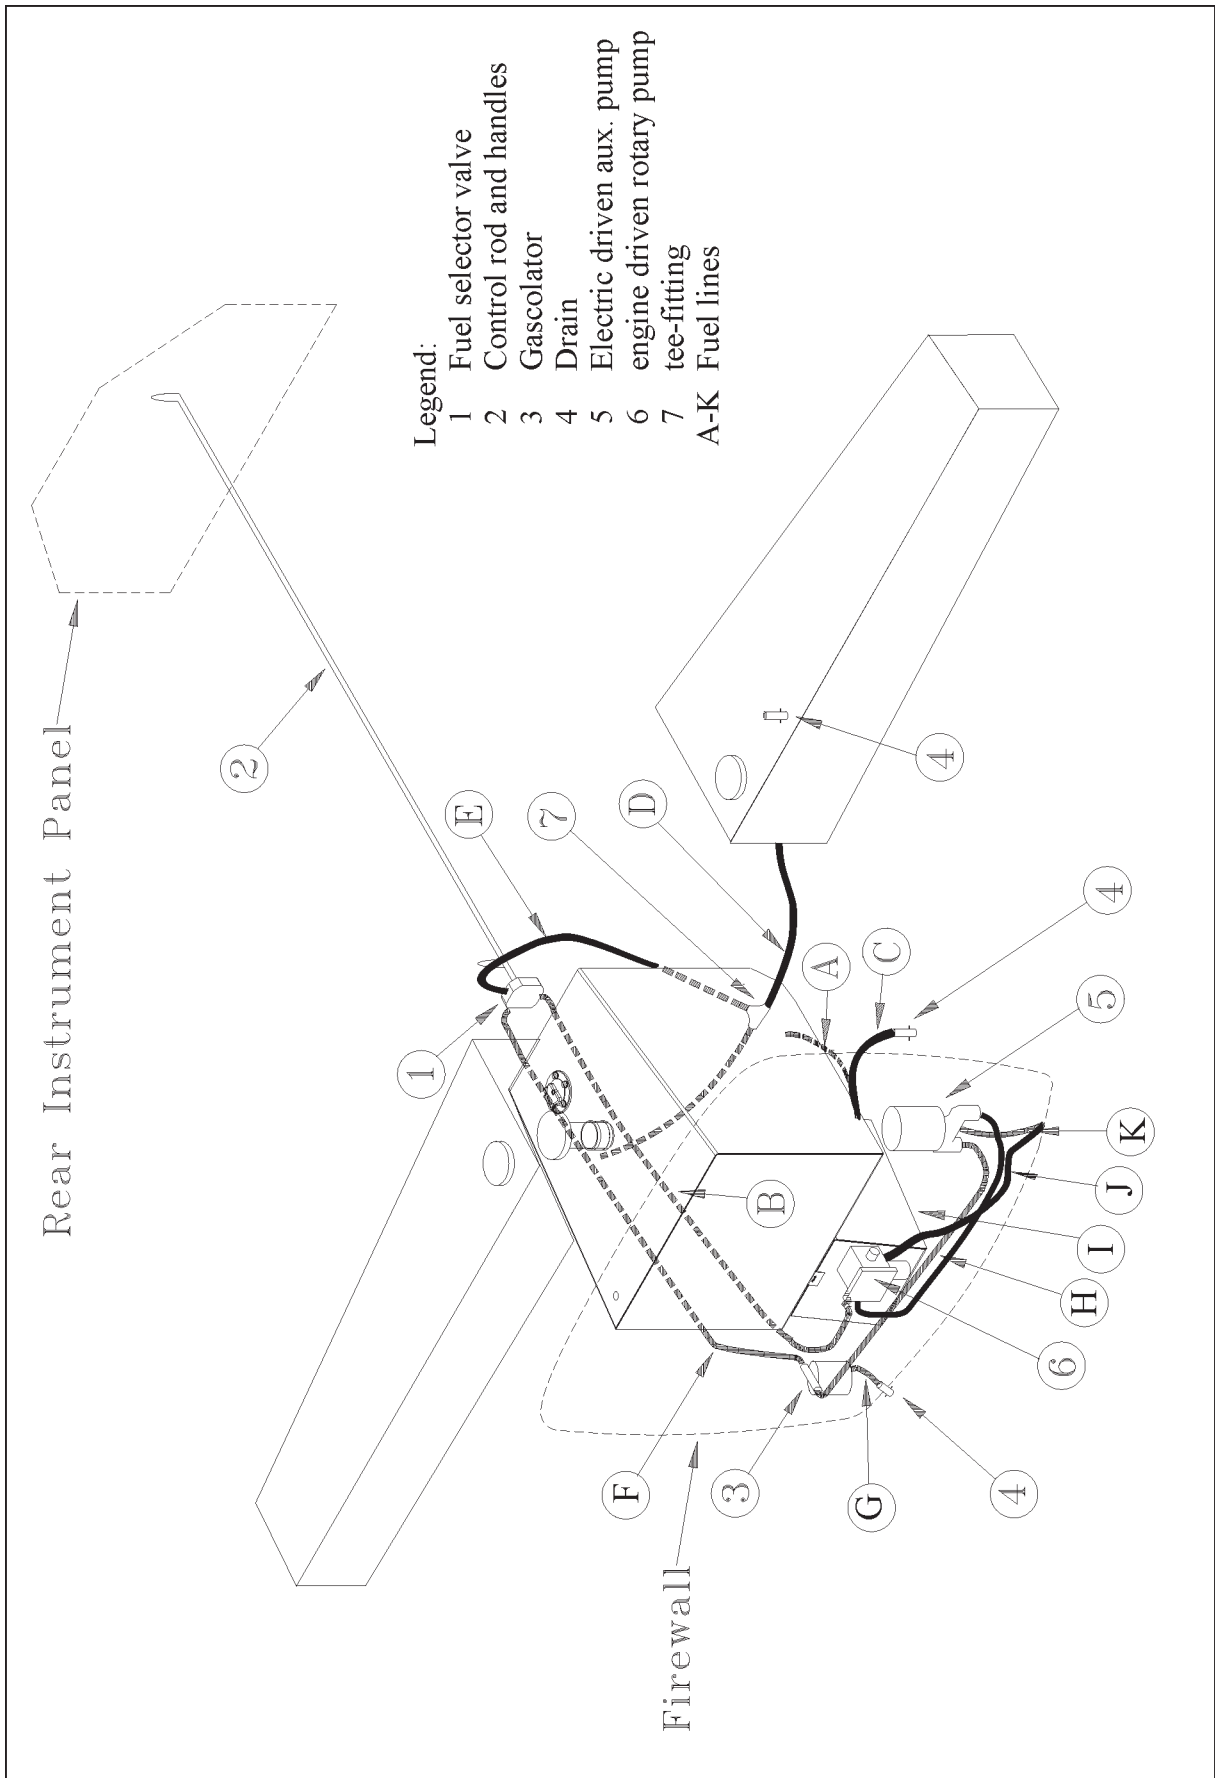 Rear Instrument Panel
Legend:
1 Fuel selector valve
2 Control rod and handles
3 Gascolator
4 Drain
5 Electric driven aux. pump
6 engine driven rotary pump
7 tee-fitting
A-K Fuel lines
2
E
7
D
4
1
A
C
4
5
B
K
J
I
H
6
F
3
G
4
Firewall